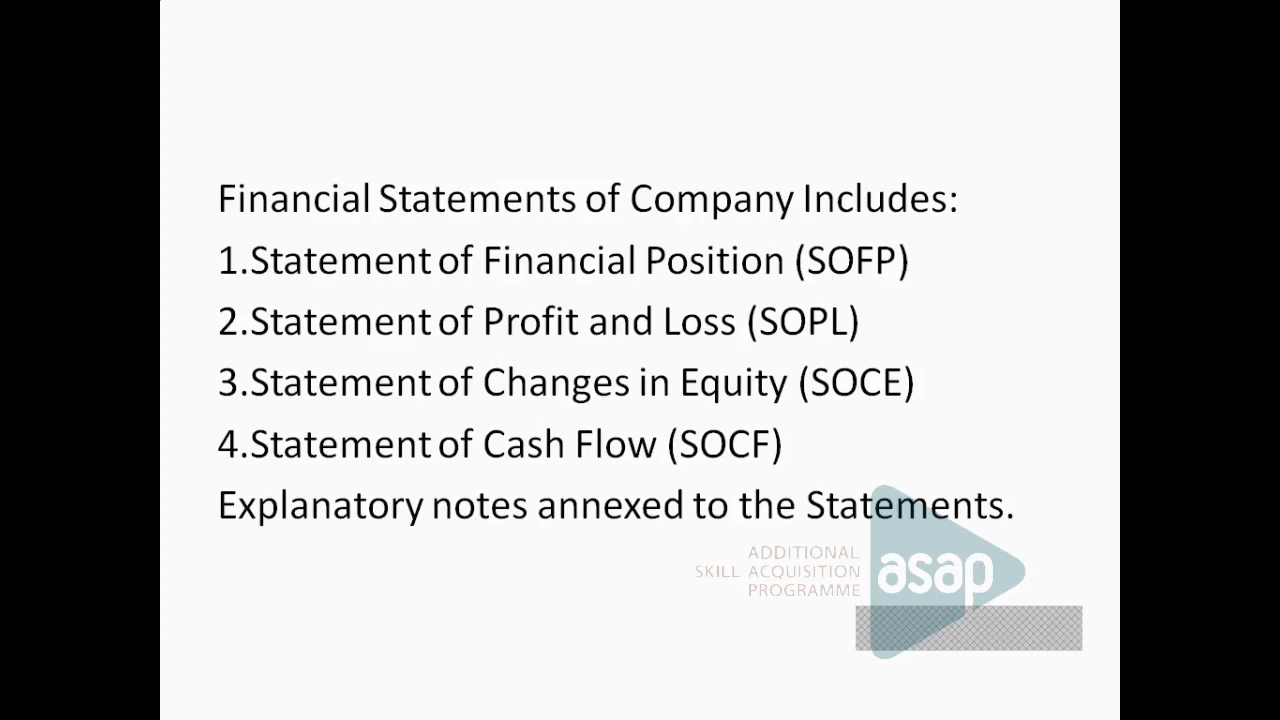 Financial Statements of Company Includes:
1.Statement of Financial Position (SOFP)
2.Statement of Profit and Loss (SOPL)
3.Statement of Changes in Equity (SOCE)
4.Statement of Cash Flow (SOCF)
Explanatory notes annexed to the Statements.
ADDITIONAL
SKILL ACQUISITION
PROGRAMME
asap